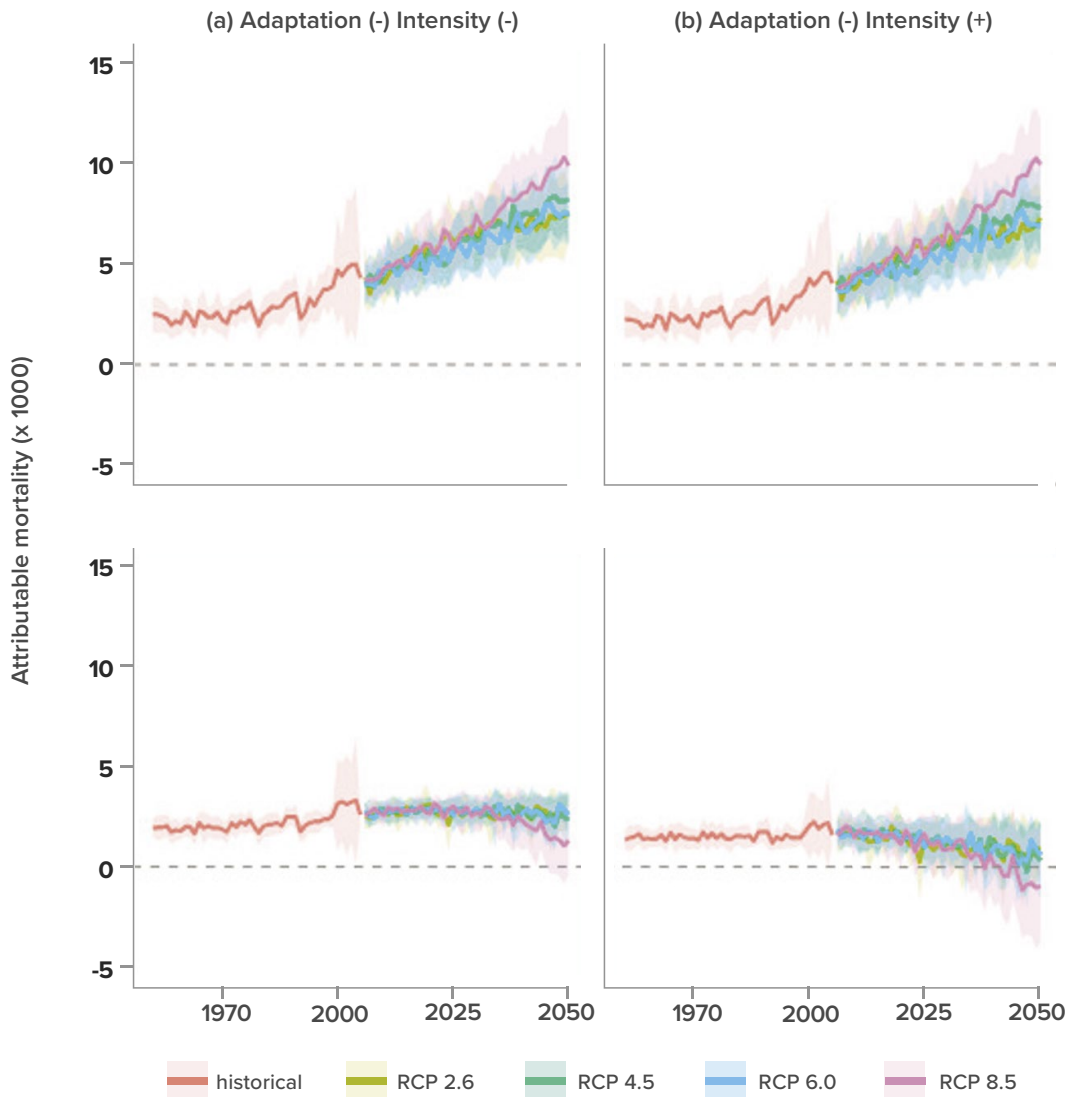 (a) Adaptation (-) Intensity (-)
(b) Adaptation (-) Intensity (+)
Attributable mortality (x 1000)
15
10
5
0
-5
15
10
5
0
-5
1970
2000
2025
2050
1970
2000
2025
2050
historical
RCP 2.6
RCP 4.5
RCP 6.0
RCP 8.5